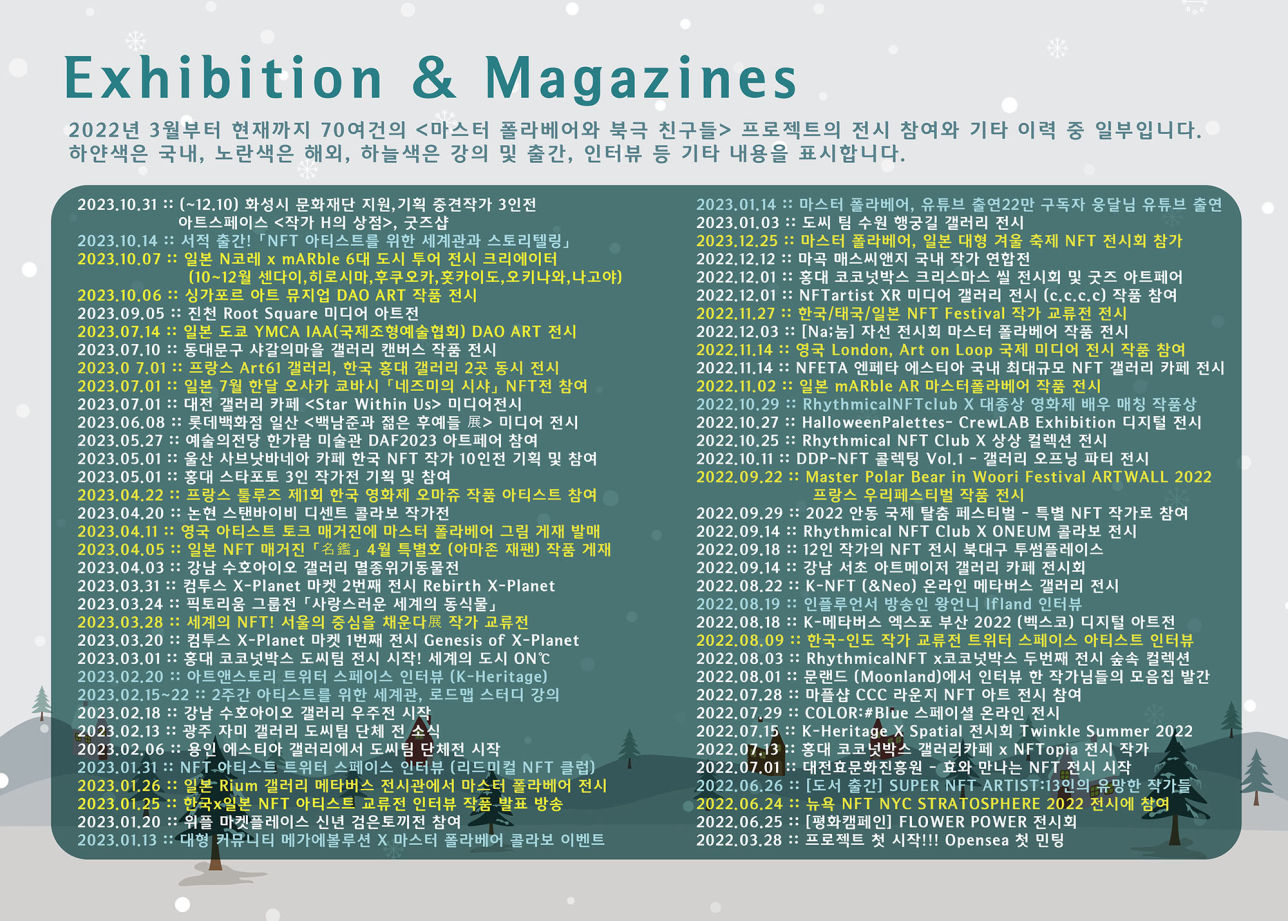 Exhibition & Magazines
2022년 3월부터 현재까지 70여건의 <마스터 폴라베어와 북극 친구들> 프로젝트의 전시 참여와 기타 이력 중 일부입니다.
하얀색은 국내, 노란색은 해외, 하늘색은 강의 및 출간, 인터뷰 등 기타 내용을 표시합니다.
2023.10.31 :: (~12.10) 화성시 문화재단 지원,기획 중견작가 3인전
아트스페이스 <작가 H의 상점>, 굿즈샵
2023.10.14 :: 서적 출간! 「NFT 아티스트를 위한 세계관과 스토리텔링」
2023.10.07 :: 일본 N코레 x mARble 6대 도시 투어 전시 크리에이터
(10~12월 센다이,히로시마,후쿠오카,홋카이도,오키나와,나고야)
2023.10.06 :: 싱가포르 아트 뮤지엄 DAO ART 작품 전시
2023.09.05 :: 진천 Root Square 미디어 아트전
2023.07.14 :: 일본 도쿄 YMCA IAA(국제조형예술협회) DAO ART 전시
2023.07.10 :: 동대문구 샤갈의마을 갤러리 캔버스 작품 전시
2023.0 7.01 :: 프랑스 Art61 갤러리, 한국 홍대 갤러리 2곳 동시 전시
2023.07.01 :: 일본 7월 한달 오사카 코바시 「네즈미의 시샤」 NFT전 참여
2023.07.01 :: 대전 갤러리 카페 <Star Within Us> 미디어전시
2023.06.08 :: 롯데백화점 일산 <백남준과 젊은 후예들 展> 미디어 전시
2023.05.27 :: 예술의전당 한가람 미술관 DAF2023 아트페어 참여
2023.05.01 :: 울산 사브낫바네아 카페 한국 NFT 작가 10인전 기획 및 참여
2023.05.01 :: 홍대 스타포토 3인 작가전 기획 및 참여
2023.04.22 :: 프랑스 툴루즈 제1회 한국 영화제 오마쥬 작품 아티스트 참여
2023.04.20 :: 논현 스탠바이비 디센트 콜라보 작가전
2023.04.11 :: 영국 아티스트 토크 매거진에 마스터 폴라베어 그림 게재 발매
2023.04.05 :: 일본 NFT 매거진 「名鑑」 4월 특별호 (아마존 재팬) 작품 게재
2023.04.03 :: 강남 수호아이오 갤러리 멸종위기동물전
2023.03.31 :: 컴투스 X-Planet 마켓 2번째 전시 Rebirth X-Planet
2023.03.24 :: 픽토리움 그룹전 「사랑스러운 세계의 동식물」
2023.03.28 :: 세계의 NFT! 서울의 중심을 채운다展 작가 교류전
2023.03.20 :: 컴투스 X-Planet 마켓 1번째 전시 Genesis of X-Planet
2023.03.01 :: 홍대 코코넛박스 도씨팀 전시 시작! 세계의 도시 ON℃
2023.02.20 :: 아트앤스토리 트위터 스페이스 인터뷰 (K-Heritage)
2023.02.15~22 :: 2주간 아티스트를 위한 세계관, 로드맵 스터디 강의
2023.02.18 :: 강남 수호아이오 갤러리 우주전 시작
2023.02.13 :: 광주 자미 갤러리 도씨팀 단체 전 소식
2023.02.06 :: 용인 에스티아 갤러리에서 도씨팀 단체전 시작
2023.01.31 :: NFT 아티스트 트위터 스페이스 인터뷰 (리드미컬 NFT 클럽)
2023.01.26 :: 일본 Rium 갤러리 메타버스 전시관에서 마스터 폴라베어 전시
2023.01.25 :: 한국x일본 NFT 아티스트 교류전 인터뷰 작품 발표 방송
2023.01.20 :: 위플 마켓플레이스 신년 검은토끼전 참여
2023.01.13 :: 대형 커뮤니티 메가에볼루션 X 마스터 폴라베어 콜라보 이벤트
2023.01.14 :: 마스터 폴라베어, 유튜브 출연22만 구독자 웅달님 유튜브 출연
2023.01.03 :: 도씨 팀 수원 행궁길 갤러리 전시
2023.12.25 :: 마스터 폴라베어, 일본 대형 겨울 축제 NFT 전시회 참가
2022.12.12 :: 마곡 매스씨앤지 국내 작가 연합전
2022.12.01 :: 홍대 코코넛박스 크리스마스 씰 전시회 및 굿즈 아트페어
2022.12.01 :: NFTartist XR 미디어 갤러리 전시 (c.c.c.c) 작품 참여
2022.11.27 :: 한국/태국/일본 NFT Festival 작가 교류전 전시
2022.12.03 :: [Na;눔] 자선 전시회 마스터 폴라베어 작품 전시
2022.11.14 :: 영국 London, Art on Loop 국제 미디어 전시 작품 참여
2022.11.14 :: NFETA 엔페타 에스티아 국내 최대규모 NFT 갤러리 카페 전시
2022.11.02 :: 일본 mARble AR 마스터폴라베어 작품 전시
2022.10.29 :: RhythmicalNFTclub X 대종상 영화제 배우 매칭 작품상
2022.10.27 :: HalloweenPalettes- CrewLAB Exhibition 디지털 전시
2022.10.25 :: Rhythmical NFT Club X 상상 컬렉션 전시
2022.10.11 :: DDP-NFT 콜렉팅 Vol.1 - 갤러리 오프닝 파티 전시
2022.09.22 :: Master Polar Bear in Woori Festival ARTWALL 2022
프랑스 우리페스티벌 작품 전시
2022.09.29 :: 2022 안동 국제 탈춤 페스티벌 - 특별 NFT 작가로 참여
2022.09.14 :: Rhythmical NFT Club X ONEUM 콜라보 전시
2022.09.18 :: 12인 작가의 NFT 전시 북대구 투썸플레이스
2022.09.14 :: 강남 서초 아트메이저 갤러리 카페 전시회
2022.08.22 :: K-NFT (&Neo) 온라인 메타버스 갤러리 전시
2022.08.19 :: 인플루언서 방송인 왕언니 Ifland 인터뷰
2022.08.18 :: K-메타버스 엑스포 부산 2022 (벡스코) 디지털 아트전
2022.08.09 :: 한국-인도 작가 교류전 트위터 스페이스 아티스트 인터뷰
2022.08.03 :: RhythmicalNFT x코코넛박스 두번째 전시 숲속 컬렉션
2022.08.01 :: 문랜드 (Moonland)에서 인터뷰 한 작가님들의 모음집 발간
2022.07.28 :: 마플샵 CCC 라운지 NFT 아트 전시 참여
2022.07.29 :: COLOR:#Blue 스페이셜 온라인 전시
2022.07.15 :: K-Heritage X Spatial 전시회 Twinkle Summer 2022
2022.07.13 :: 홍대 코코넛박스 갤러리카페 x NFTopia 전시 작가
2022.07.01 :: 대전효문화진흥원 - 효와 만나는 NFT 전시 시작
2022.06.26 :: [도서 출간] SUPER NFT ARTIST:13인의 유망한 작가들
2022.06.24 :: 뉴욕 NFT NYC STRATOSPHERE 2022 전시에 참여
2022.06.25 :: [평화캠페인] FLOWER POWER 전시회
2022.03.28 :: 프로젝트 첫 시작!!! Opensea 첫 민팅